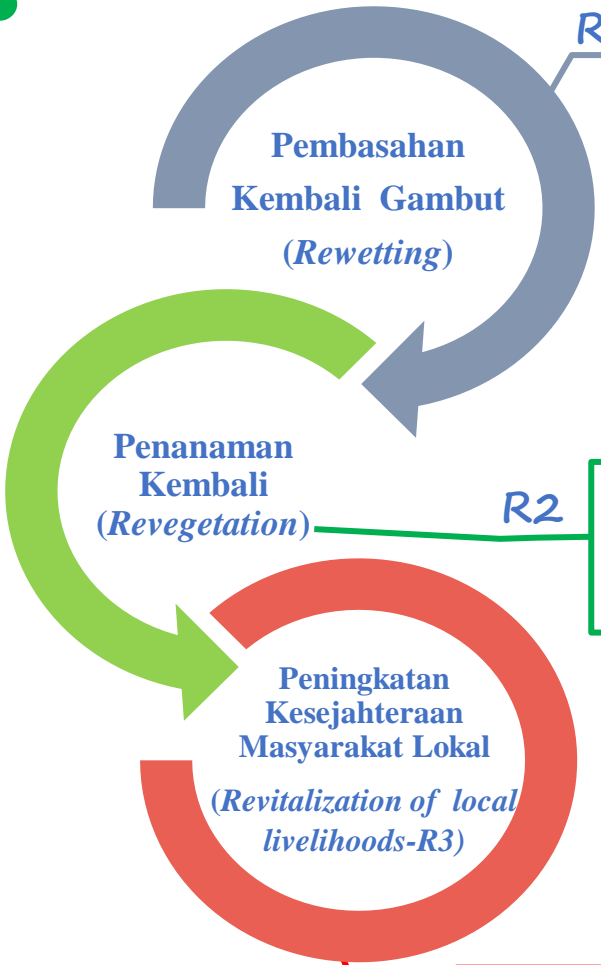 R
Pembasahan
Kembali Gambut
(Rewetting)
Penanaman
Kembali
(Revegetation)
R2
Peningkatan
Kesejahteraan
Masyarakat Lokal
(Revitalization of local
livelihoods-R3)